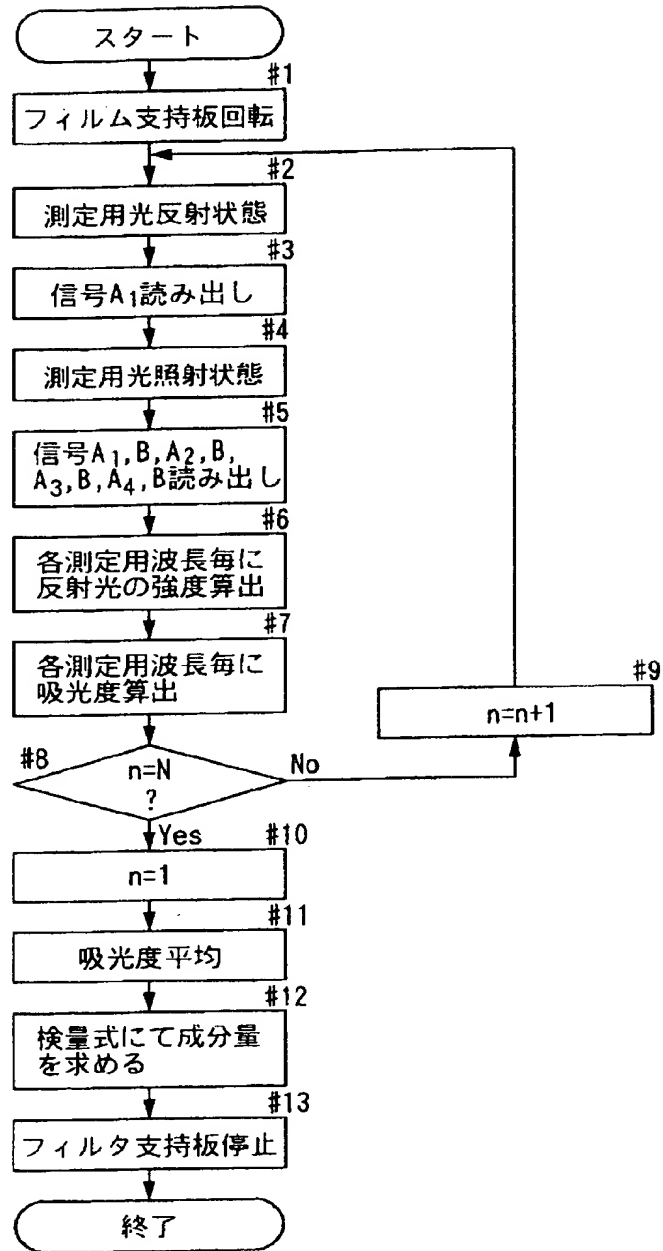 スタート
#1
フィルム支持板回転
#2
測定用光反射状態
#3
信号A1読み出し
#4
測定用光照射状態
#5
信号A1,B,A2,B,
A3,B,A4,B読み出し
#6
各測定用波長毎に
反射光の強度算出
#7
各測定用波長毎に
吸光度算出
#9
n=n+1
#8
n=N
?
No
Yes
#10
n=1
#11
吸光度平均
#12
検量式にて成分量
を求める
#13
フィルタ支持板停止
終了